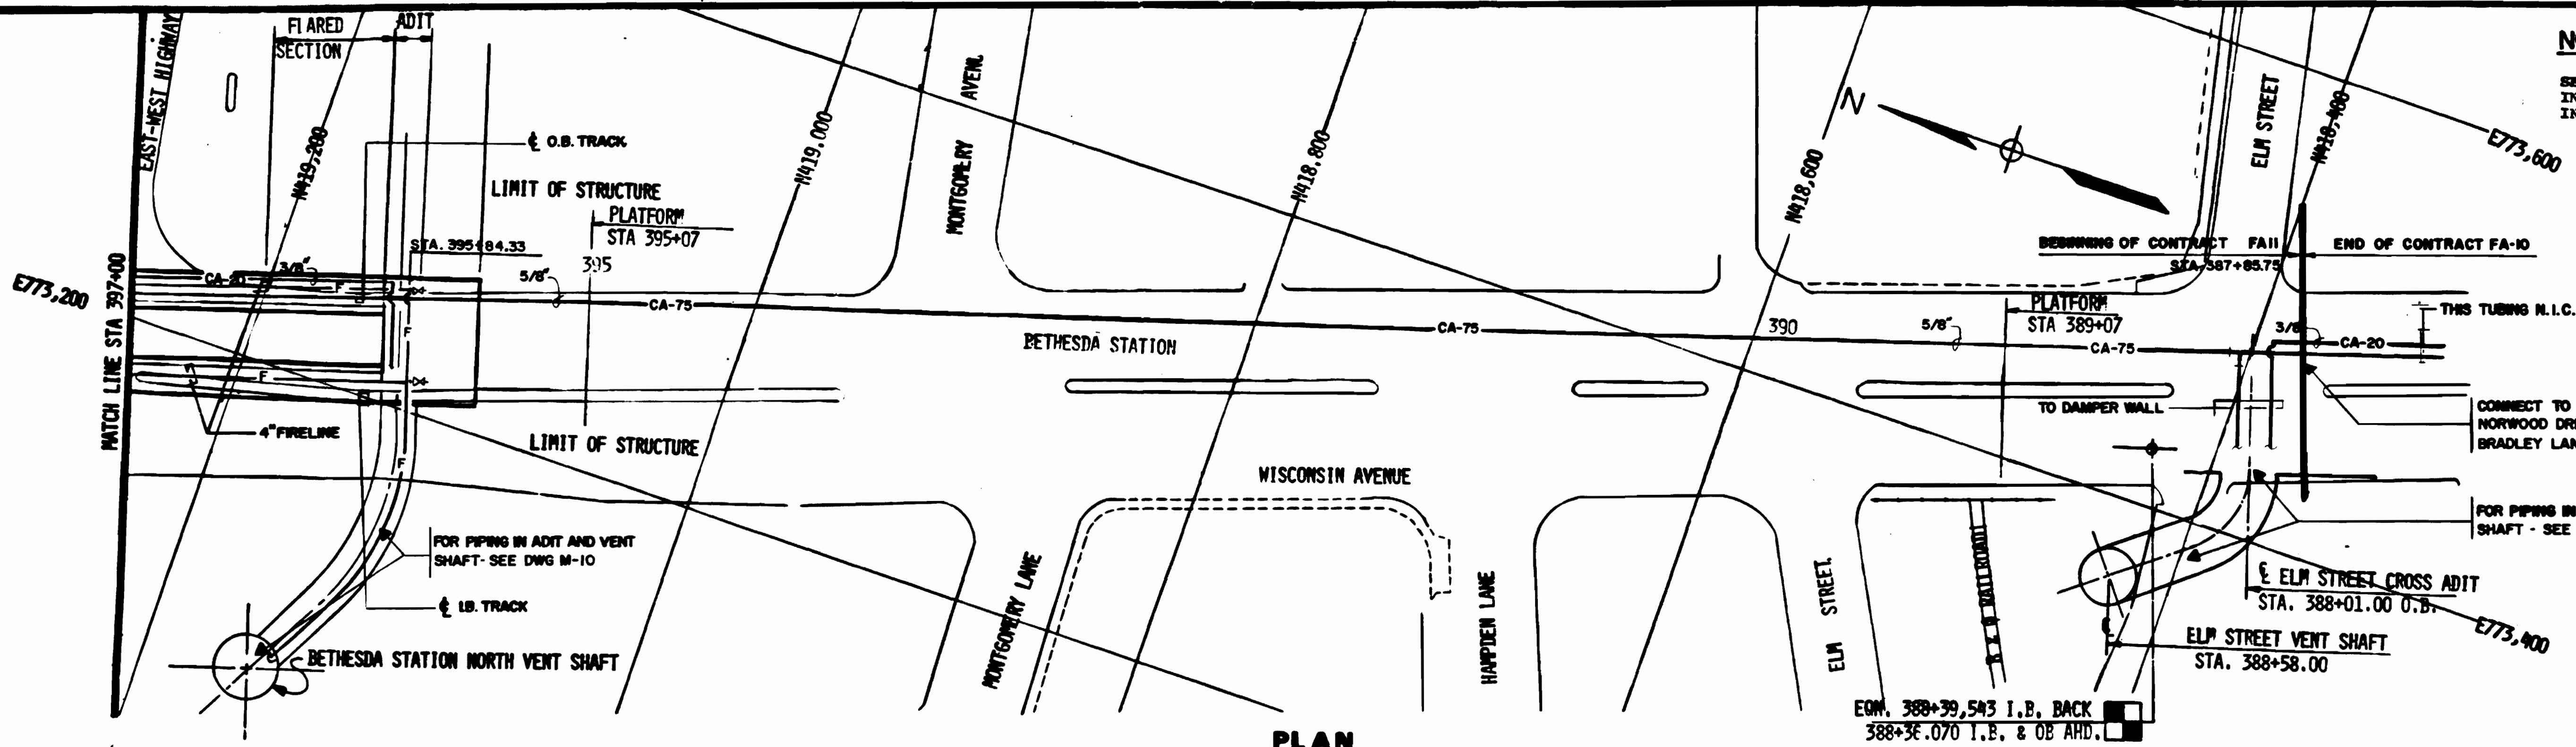 FLARED
SECTION
ADIT
EAST-WEST HIGHWAY
N419,200
℄ O.B. TRACK
LIMIT OF STRUCTURE
PLATFORM
STA 395+07
STA. 395+84.33
395
E773,200
MATCH LINE STA 397+00
CA-20
3/8"
F
5/8"
CA-75
F
F
F
4" FIRELINE
LIMIT OF STRUCTURE
FOR PIPING IN ADIT AND VENT
SHAFT- SEE DWG M-10
℄ I.B. TRACK
BETHESDA STATION NORTH VENT SHAFT
N419,000
MONTGOMERY
N418,800
BETHESDA STATION
CA-75
WISCONSIN AVENUE
MONTGOMERY LANE
HAMPDEN LANE
N
N418,600
390
5/8"
PLATFORM
STA 389+07
CA-75
ELM STREET
N418,400
E773,600
BEGINNING OF CONTRACT FA11
STA 387+85.75
END OF CONTRACT FA-10
THIS TUBING N.I.C.
3/8"
CA-20
TO DAMPER WALL
CONNECT TO
NORWOOD
BRADLEY
FOR PIPING IN
SHAFT - SEE
ELM STREET.
RAILROAD
℄ ELM STREET CROSS ADIT
STA. 388+01.00 O.B.
℄
ELM STREET VENT SHAFT
STA. 388+58.00
E773,400
EQN. 388+39,543 I.B. BACK
I.B. & OB AHD.
PLAN